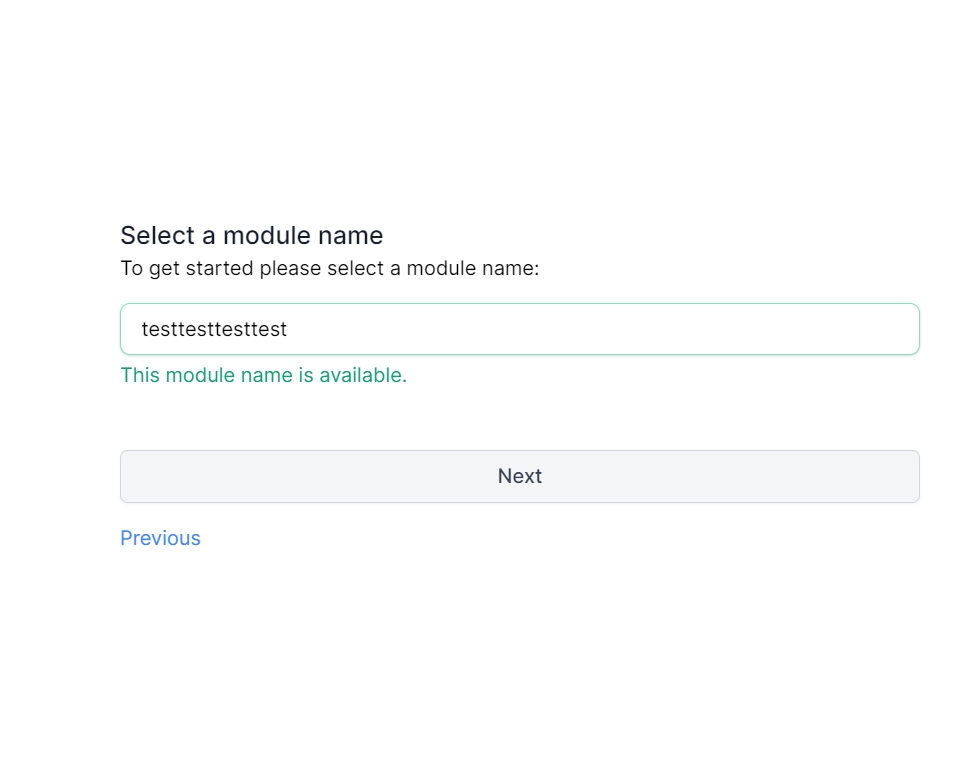 Select a module name
To get started please select a module name:
testtesttesttest
This module name is available.
Next
Previous